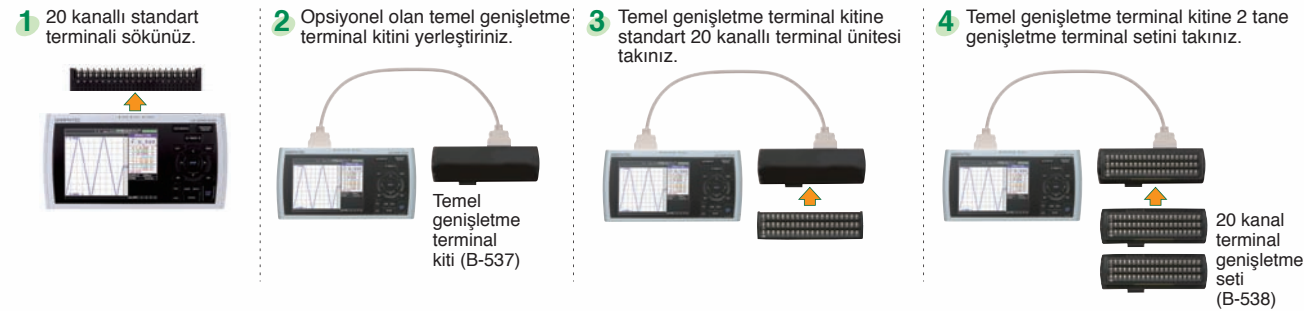 1 20 kanallı standart
terminali sökünüz.
2 Opsiyonel olan temel genişletme
terminal kitini yerleştiriniz.
Temel
genişletme
terminal
kiti (B-537)
3 Temel genişletme terminal kitine
standart 20 kanallı terminal ünitesi
takınız.
4 Temel genişletme terminal kitine 2 tane
genişletme terminal setini takınız.
20 kanal
terminal
genişletme
seti
(B-538)